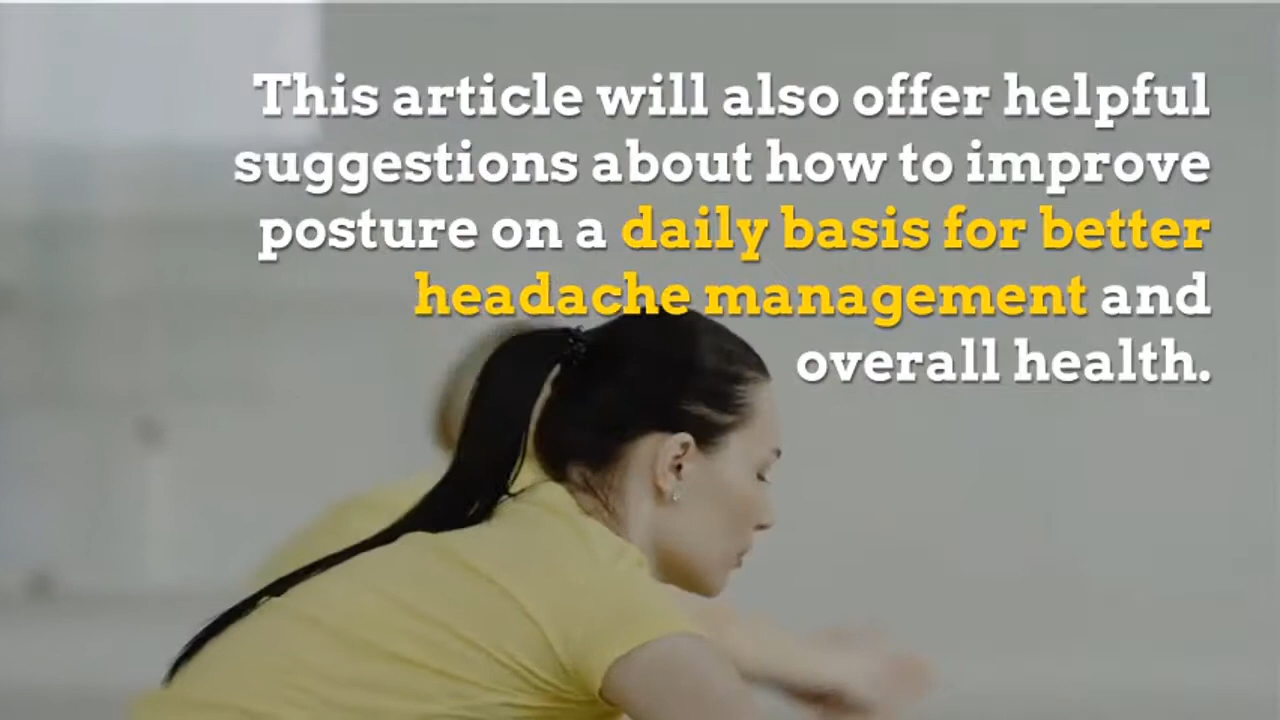 This article will also offer helpful
suggestions about how to improve
posture on a daily basis for better
headache management and
overall health.